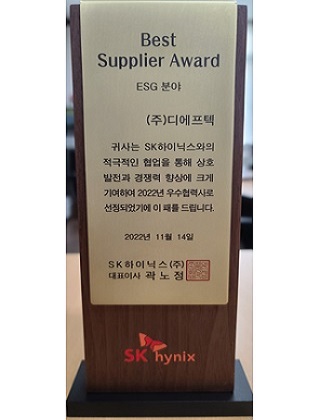 Best
Supplier Award
ESG 분야
(주)디에프텍
귀사는 SK하이닉스와의
적극적인 협업을 통해 상호
발전과 경쟁력 향상에 크게
기여하여 2022년 우수협력사로
선정되었기에 이 패를 드립니다.
2022년 11월 14일
SK하이닉스(주)
대표이사 곽노정
SK hynix